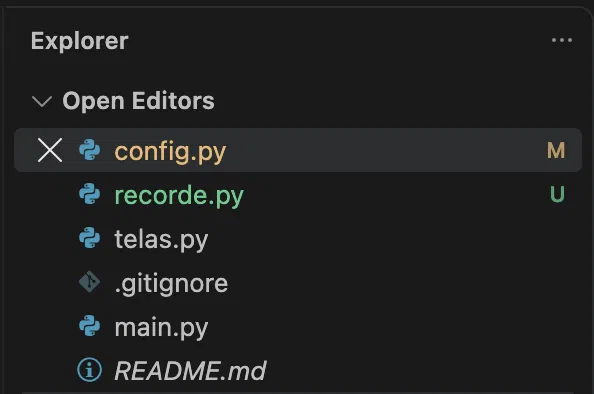 Explorer
Open Editors
config.py M
recorde.py U
telas.py
.gitignore
main.py
README.md